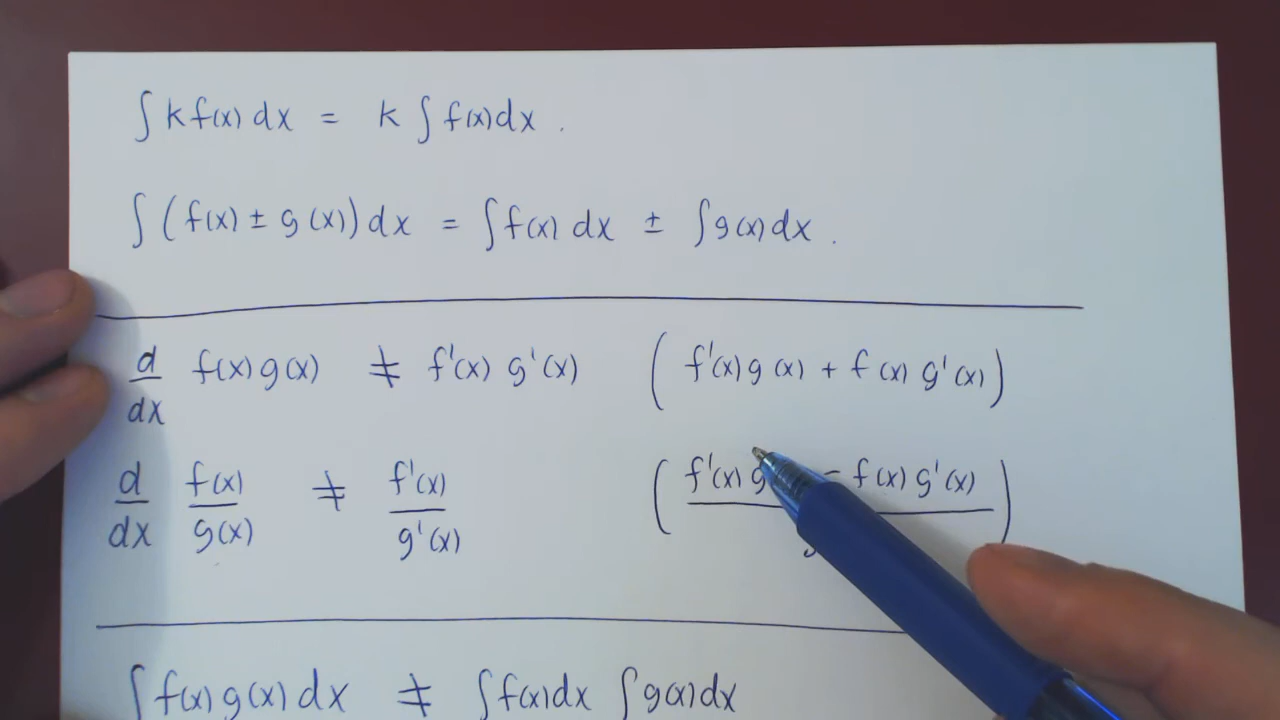 ∫ k f(x) dx = k ∫ f(x) dx .
∫ (f(x) ± g(x)) dx = ∫ f(x) dx ± ∫ g(x) dx .
d/dx f(x) g(x) ≠ f'(x) g'(x) ( f'(x) g(x) + f(x) g'(x) )
d/dx f(x)/g(x) ≠ f'(x)/g'(x) ( f'(x) g - f(x) g'(x) )
∫ f(x) g(x) dx ≠ ∫ f(x) dx ∫ g(x) dx